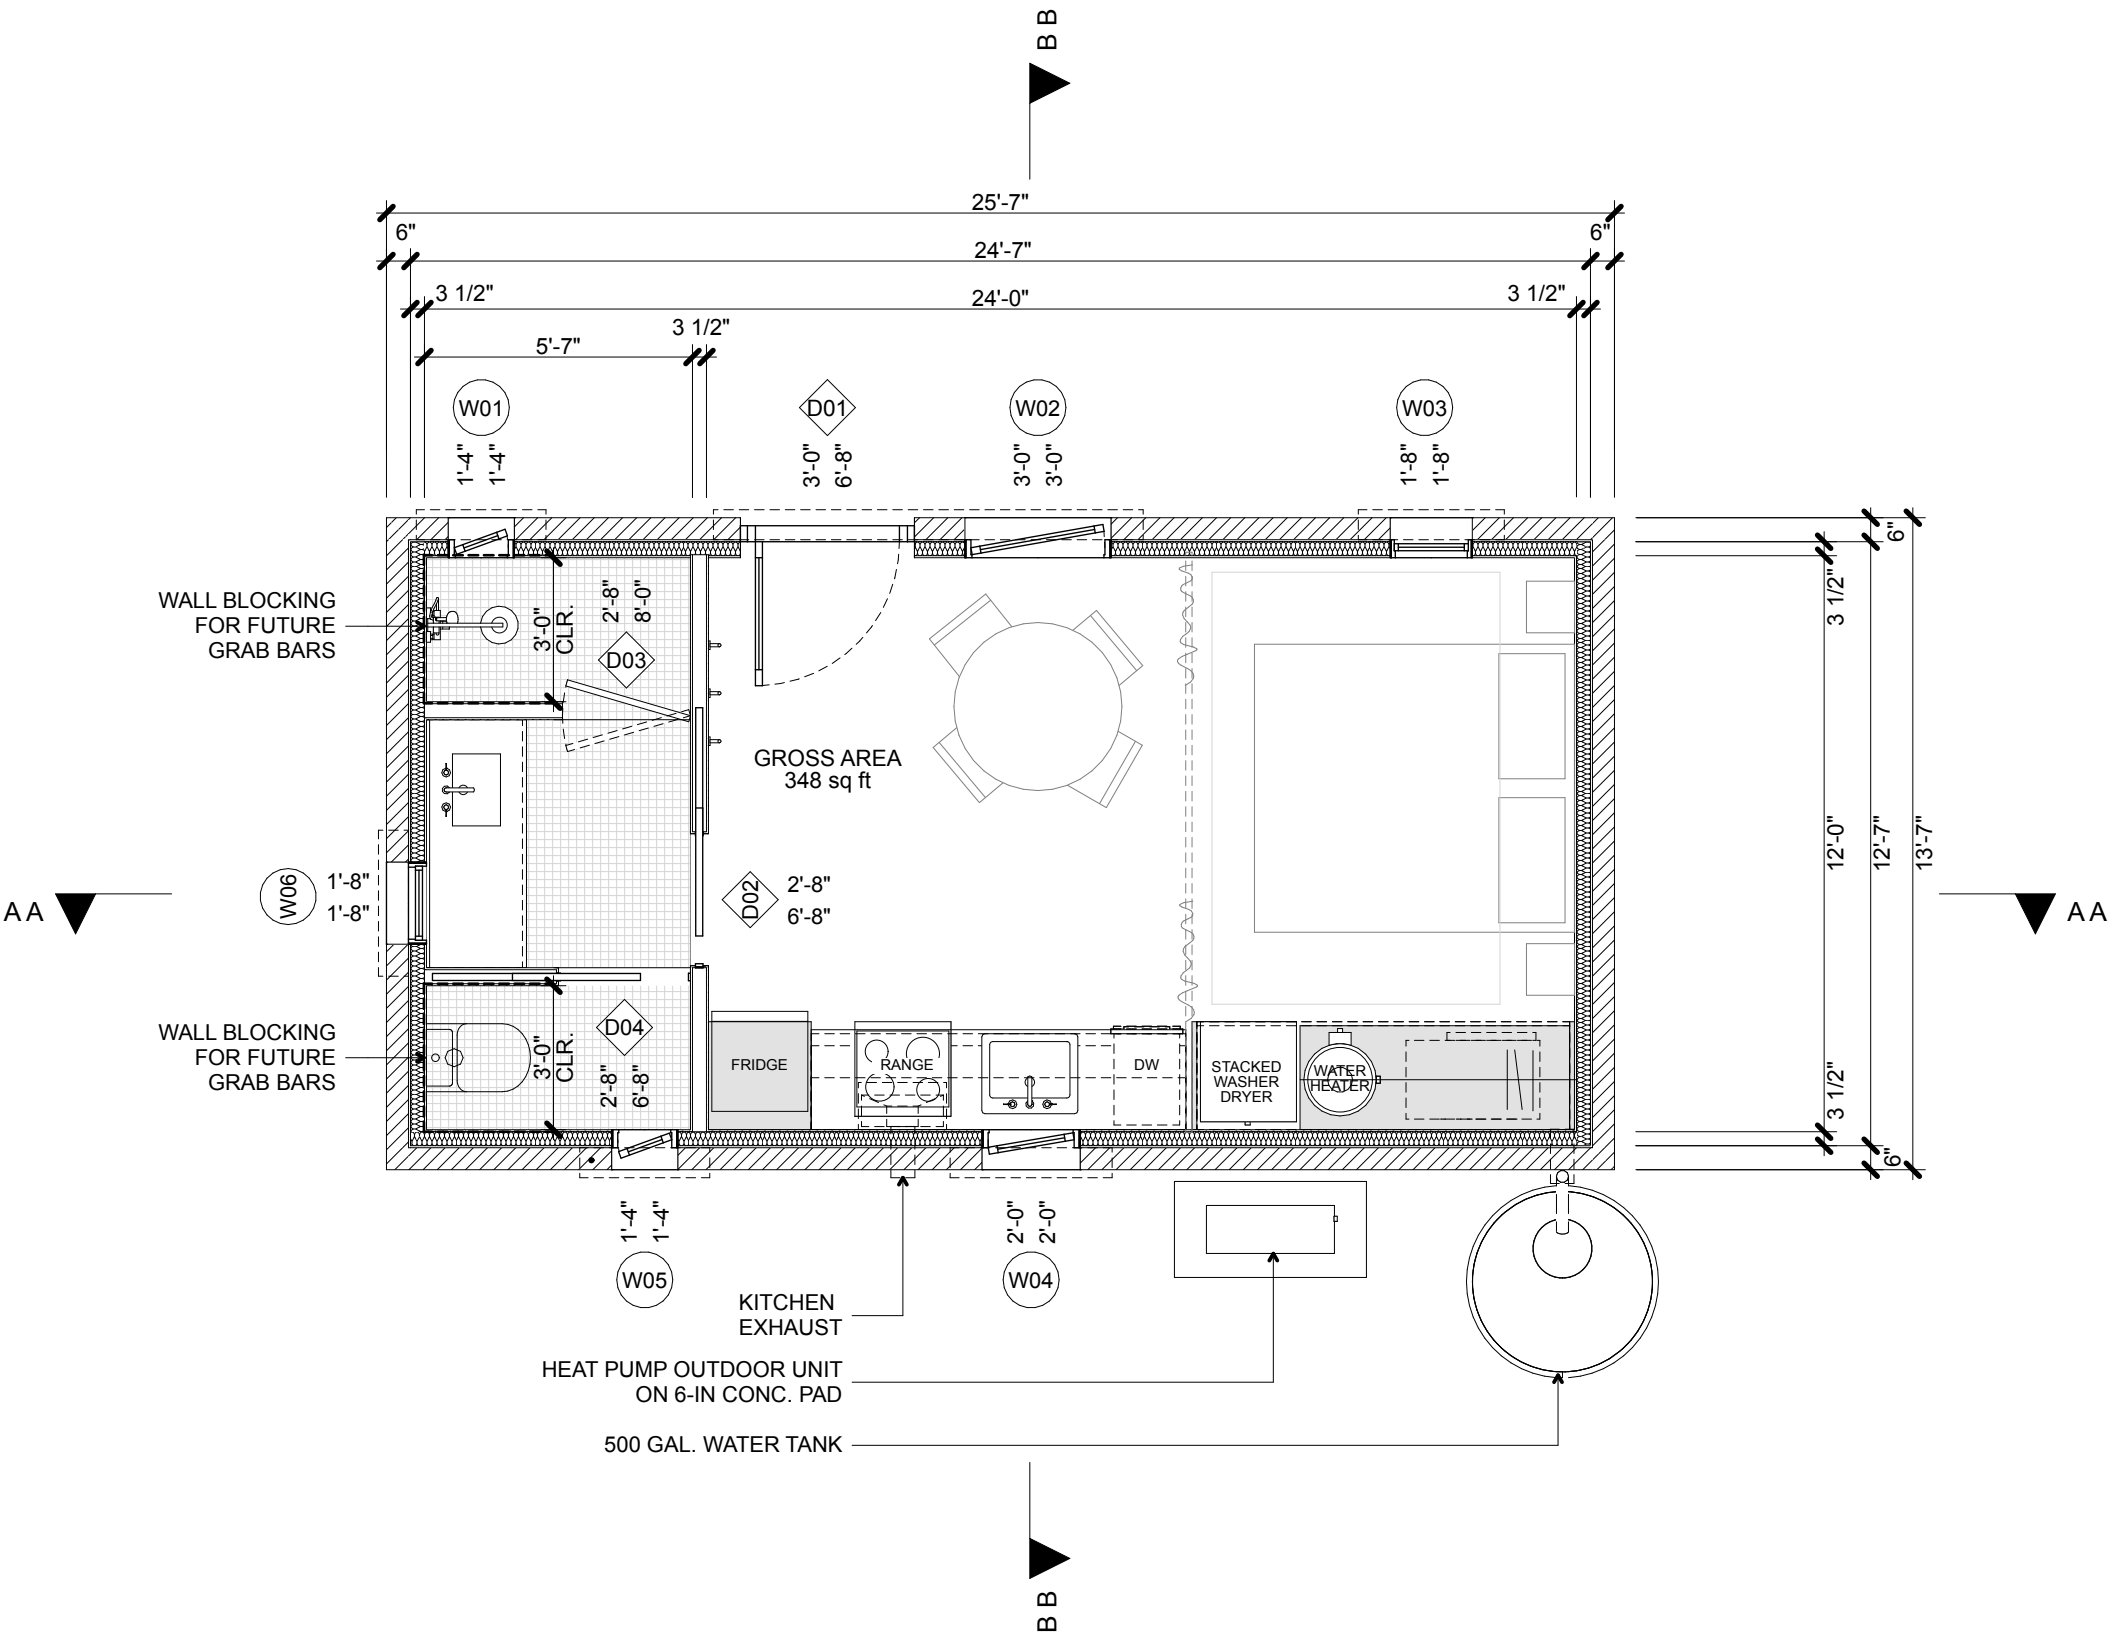 B B
25'-7"
6"
6"
24'-7"
3 1/2"
24'-0"
3 1/2"
3 1/2"
5'-7"
W01
D01
W02
W03
1'-4"
1'-4"
3'-0"
6'-8"
3'-0"
3'-0"
1'-8"
1'-8"
6"
3 1/2"
WALL BLOCKING
FOR FUTURE
GRAB BARS
3'-0"
CLR.
2'-8"
8'-0"
D03
GROSS AREA
348 sq ft
12'-0"
12'-7"
13'-7"
W06
1'-8"
1'-8"
D02
2'-8"
6'-8"
A A
A A
WALL BLOCKING
FOR FUTURE
GRAB BARS
3'-0"
CLR.
D04
2'-8"
6'-8"
FRIDGE
RANGE
DW
STACKED
WASHER
DRYER
WATER
HEATER
3 1/2"
6"
1'-4"
1'-4"
W05
2'-0"
2'-0"
W04
KITCHEN
EXHAUST
HEAT PUMP OUTDOOR UNIT
ON 6-IN CONC. PAD
500 GAL. WATER TANK
B B